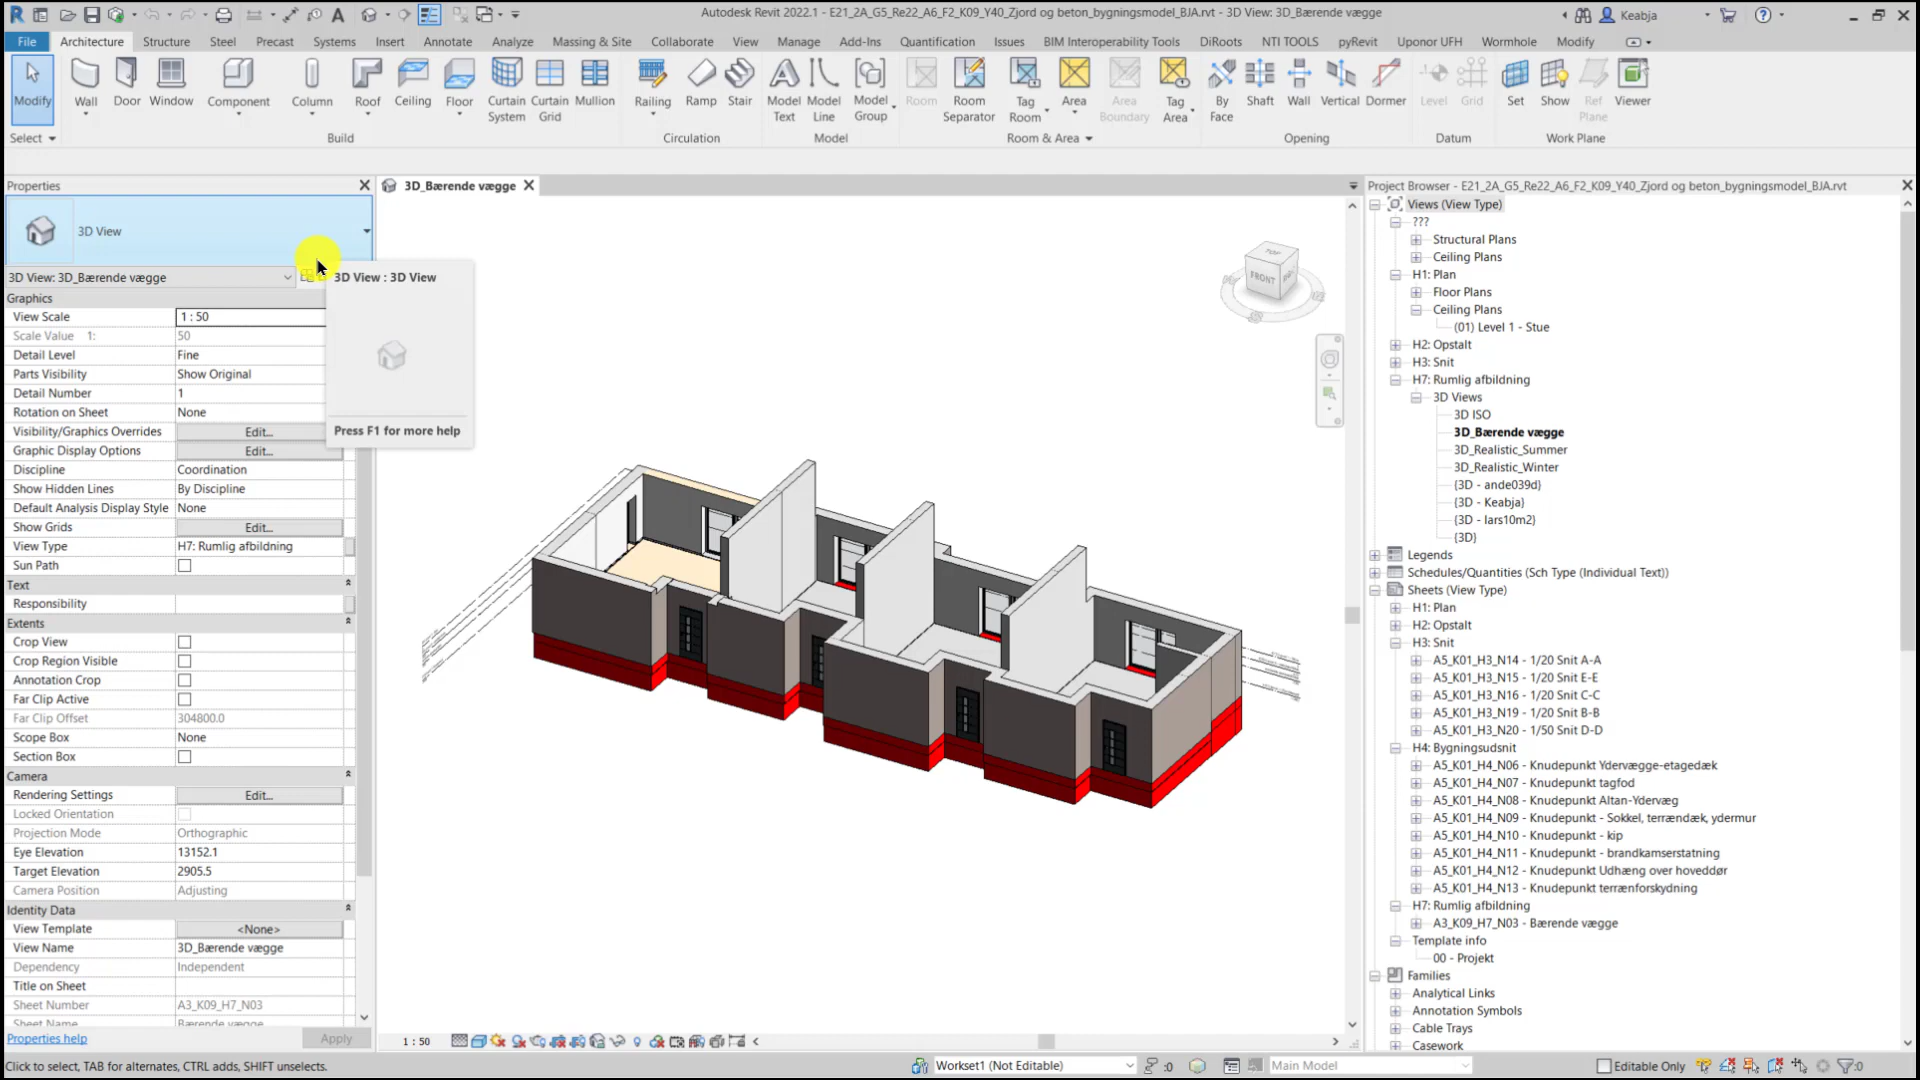 Autodesk Revit 2022.1 - E21_2A_G5_Re22_A6_F2_K09_Y40_Zjord og beton_bygningsmodel_BJA.rvt - 3D View: 3D_Bærende vægge
Keabja
File Architecture Structure Steel Precast Systems Insert Annotate Analyze Massing & Site Collaborate View Manage Add-Ins Quantification Issues BIM Interoperability Tools DiRoots NTI TOOLS pyRevit Uponor UFH Wormhole Modify
Modify Wall Door Window Component Column Roof Ceiling Floor Curtain System Curtain Grid Mullion Railing Ramp Stair Model Text Model Line Model Group Room Room Separator Tag Room Area Area Boundary Tag Area By Face Shaft Wall Vertical Dormer Level Grid Set Show Ref Plane Viewer
Select Build Circulation Model Room & Area Opening Datum Work Plane
Properties
3D View
3D View: 3D_Bærende vægge
Graphics
View Scale 1 : 50
Scale Value 1: 50
Detail Level Fine
Parts Visibility Show Original
Detail Number 1
Rotation on Sheet None
Visibility/Graphics Overrides Edit...
Graphic Display Options Edit...
Discipline Coordination
Show Hidden Lines By Discipline
Default Analysis Display Style None
Show Grids Edit...
View Type H7: Rumlig afbildning
Sun Path
Text
Responsibility
Extents
Crop View
Crop Region Visible
Annotation Crop
Far Clip Active
Far Clip Offset 304800.0
Scope Box None
Section Box
Camera
Rendering Settings Edit...
Locked Orientation
Projection Mode Orthographic
Eye Elevation 13152.1
Target Elevation 2905.5
Camera Position Adjusting
Identity Data
View Template <None>
View Name 3D_Bærende vægge
Dependency Independent
Title on Sheet
Sheet Number A3_K09_H7_N03
Sheet Name Bærende vægge
Properties help Apply
3D View : 3D View
Press F1 for more help
3D_Bærende vægge
TOP
FRONT
1 : 50
Project Browser - E21_2A_G5_Re22_A6_F2_K09_Y40_Zjord og beton_bygningsmodel_BJA.rvt
Views (View Type)
???
Structural Plans
Ceiling Plans
H1: Plan
Floor Plans
Ceiling Plans
(01) Level 1 - Stue
H2: Opstalt
H3: Snit
H7: Rumlig afbildning
3D Views
3D ISO
3D_Bærende vægge
3D_Realistic_Summer
3D_Realistic_Winter
{3D - ande039d}
{3D - Keabja}
{3D - lars10m2}
{3D}
Legends
Schedules/Quantities (Sch Type (Individual Text))
Sheets (View Type)
H1: Plan
H2: Opstalt
H3: Snit
A5_K01_H3_N14 - 1/20 Snit A-A
A5_K01_H3_N15 - 1/20 Snit E-E
A5_K01_H3_N16 - 1/20 Snit C-C
A5_K01_H3_N19 - 1/20 Snit B-B
A5_K01_H3_N20 - 1/50 Snit D-D
H4: Bygningsudsnit
A5_K01_H4_N06 - Knudepunkt Ydervægge-etagedæk
A5_K01_H4_N07 - Knudepunkt tagfod
A5_K01_H4_N08 - Knudepunkt Altan-Ydervæg
A5_K01_H4_N09 - Knudepunkt - Sokkel, terrændæk, ydermur
A5_K01_H4_N10 - Knudepunkt - kip
A5_K01_H4_N11 - Knudepunkt - brandkamserstatning
A5_K01_H4_N12 - Knudepunkt Udhæng over hoveddør
A5_K01_H4_N13 - Knudepunkt terrænforskydning
H7: Rumlig afbildning
A3_K09_H7_N03 - Bærende vægge
Template info
00 - Projekt
Families
Analytical Links
Annotation Symbols
Cable Trays
Casework
Click to select, TAB for alternates, CTRL adds, SHIFT unselects.
Workset1 (Not Editable) :0 Main Model Editable Only :0